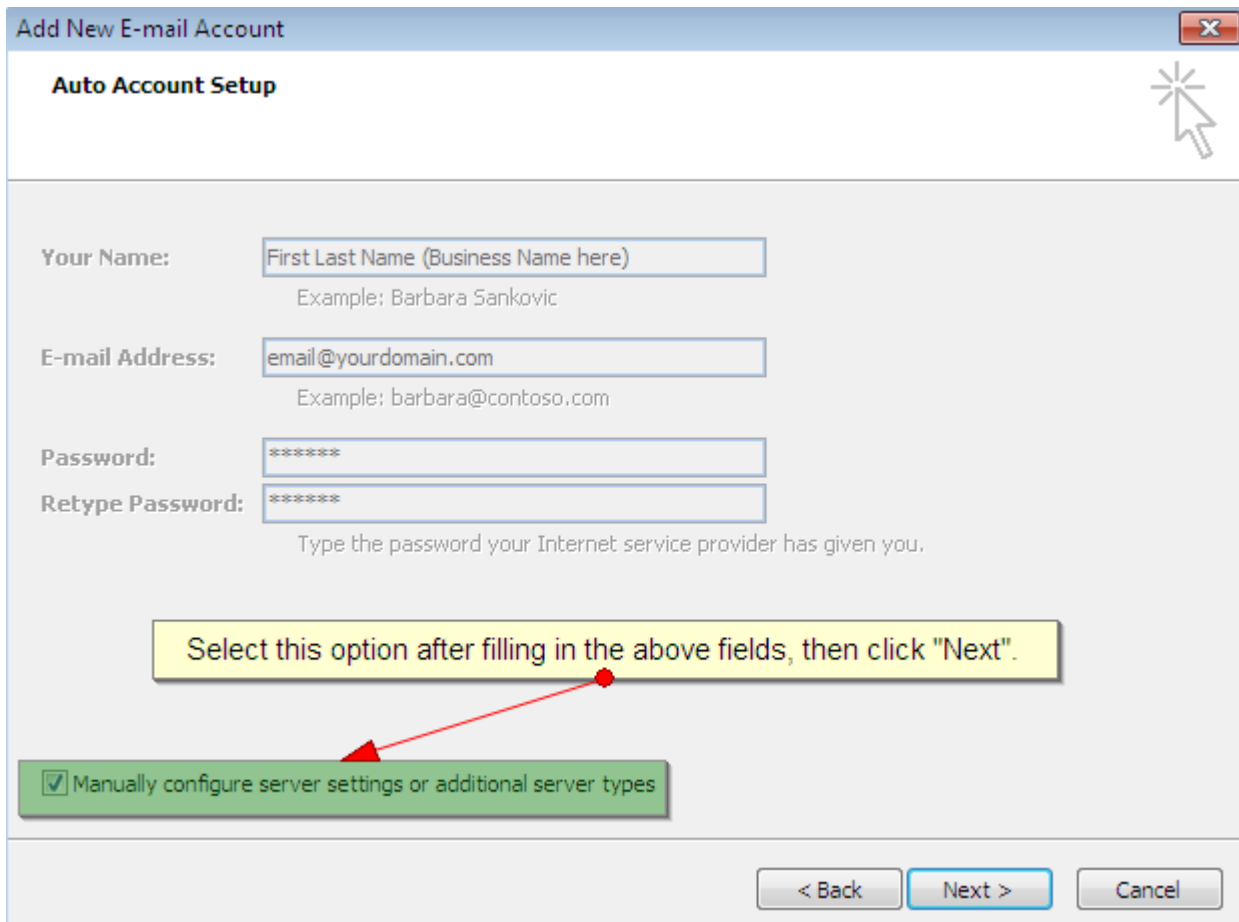 Add New E-mail Account
Auto Account Setup
Your Name: First Last Name (Business Name here)
Example: Barbara Sankovic
E-mail Address: email@yourdomain.com
Example: barbara@contoso.com
Password: ******
Retype Password: ******
Type the password your Internet service provider has given you.
Select this option after filling in the above fields, then click "Next".
Manually configure server settings or additional server types
< Back Next > Cancel